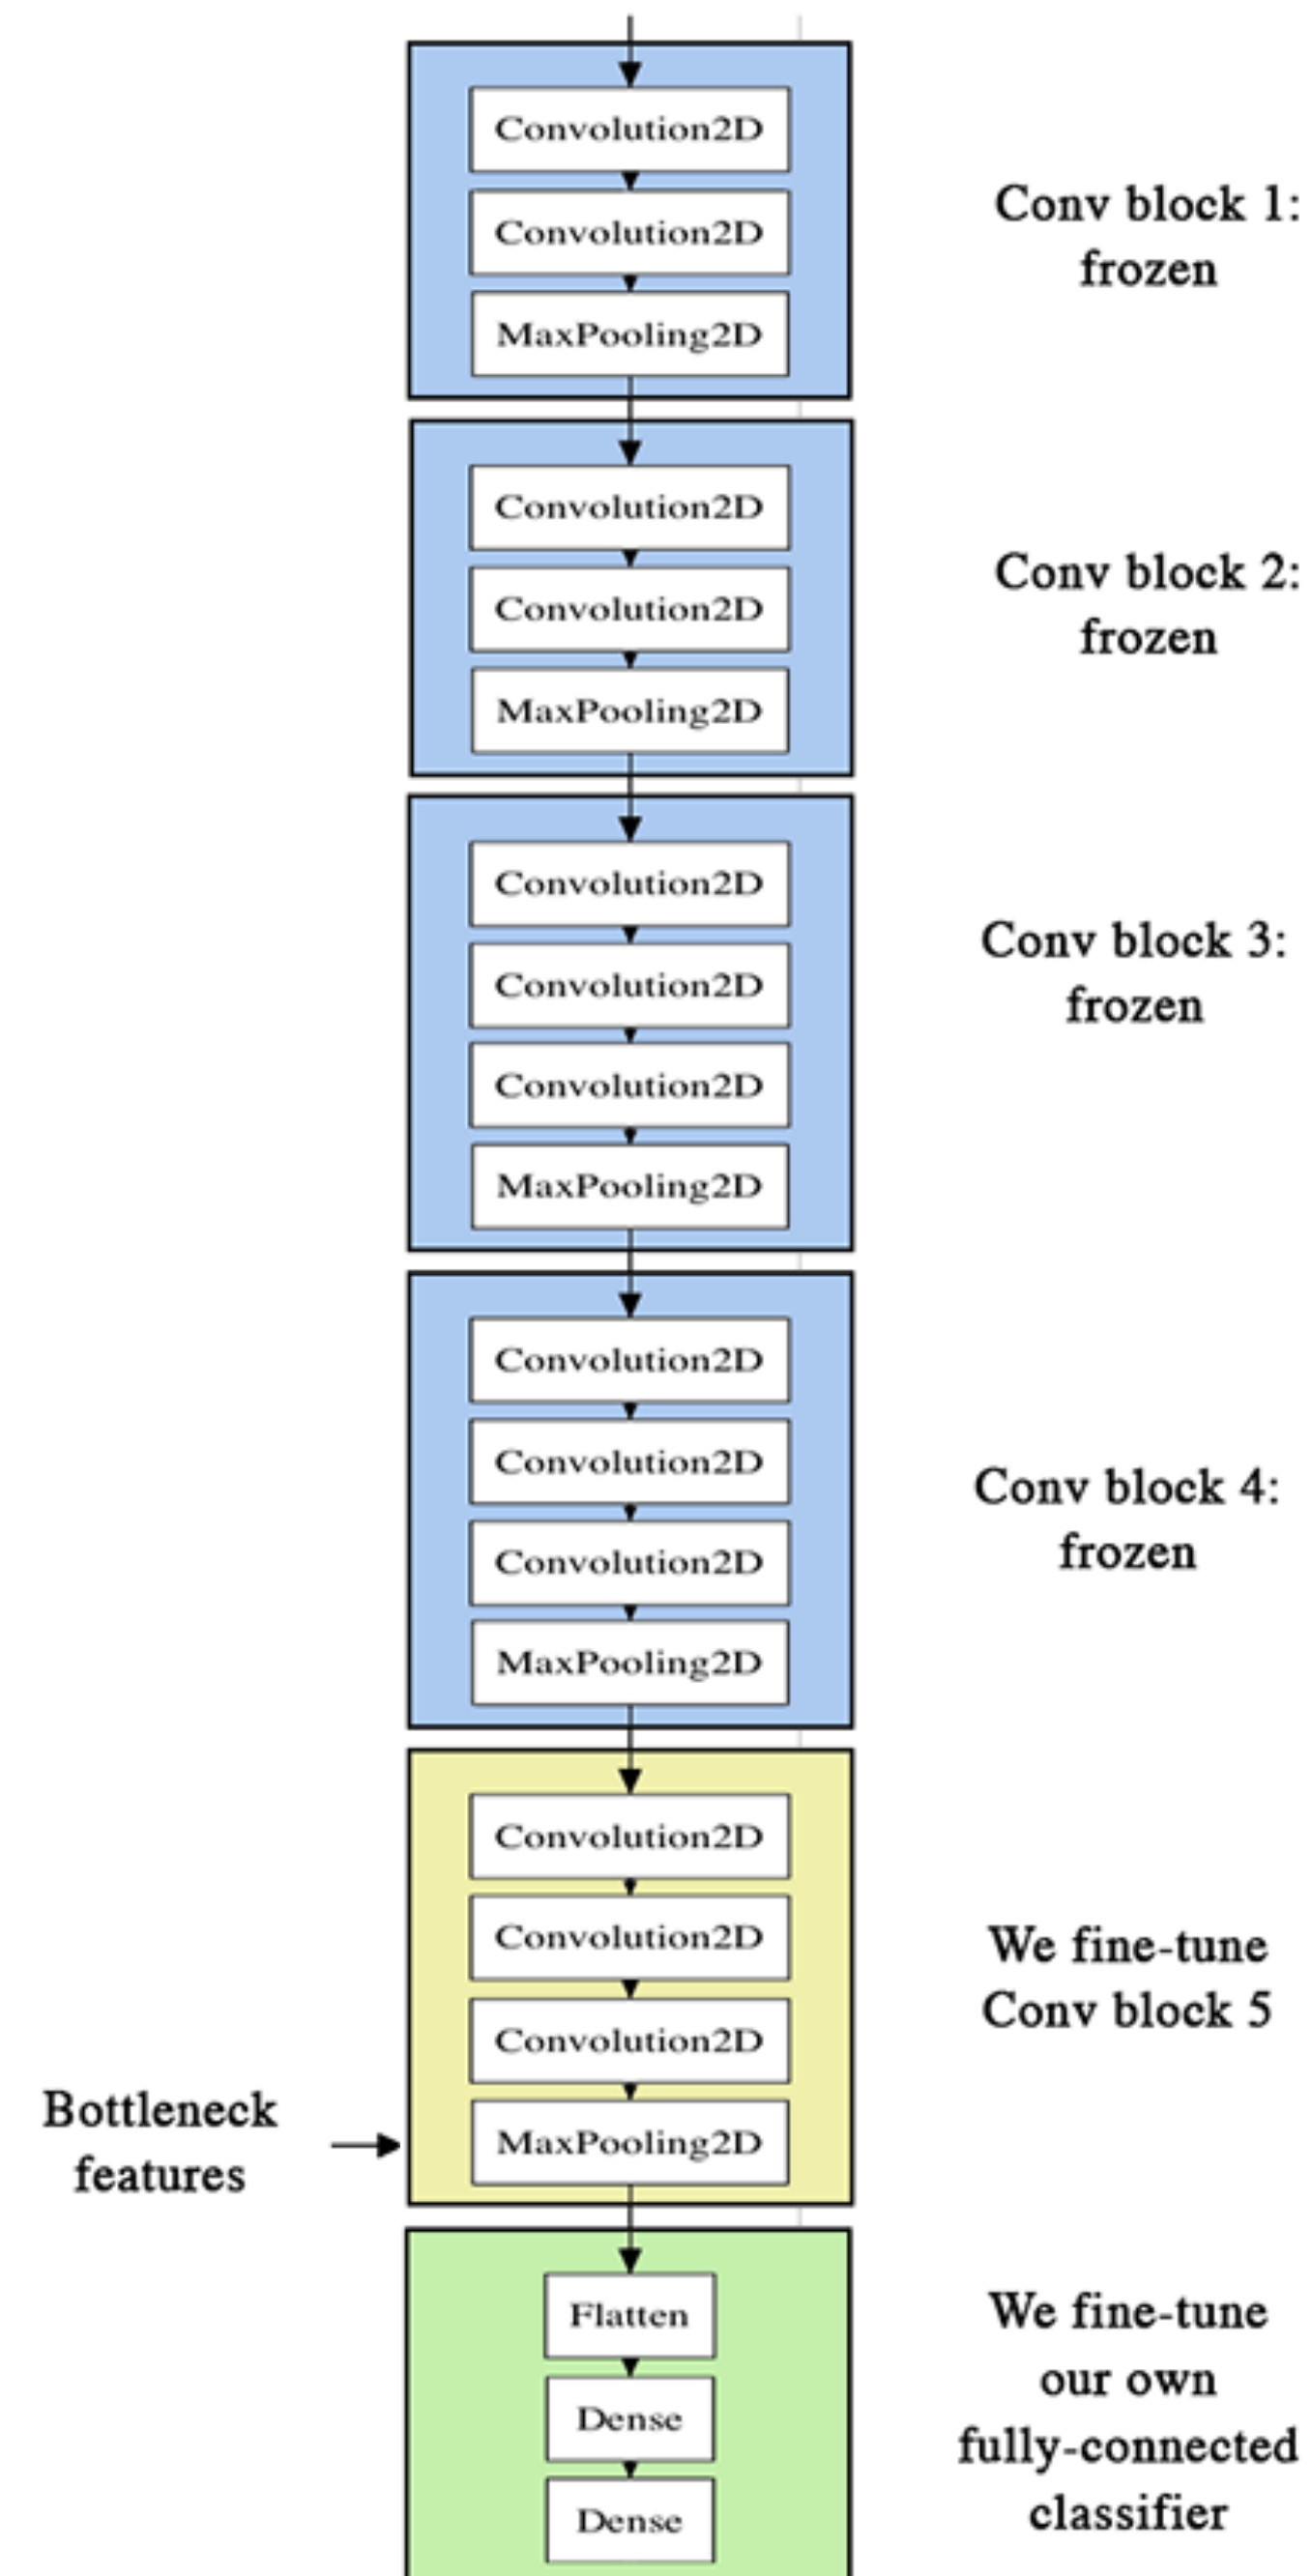 Convolution2D
Convolution2D
MaxPooling2D
Conv block 1:
frozen
Convolution2D
Convolution2D
MaxPooling2D
Conv block 2:
frozen
Convolution2D
Convolution2D
Convolution2D
MaxPooling2D
Conv block 3:
frozen
Convolution2D
Convolution2D
Convolution2D
MaxPooling2D
Conv block 4:
frozen
Convolution2D
Convolution2D
Convolution2D
MaxPooling2D
We fine-tune
Conv block 5
Bottleneck
features
Flatten
Dense
Dense
We fine-tune
our own
fully-connected
classifier